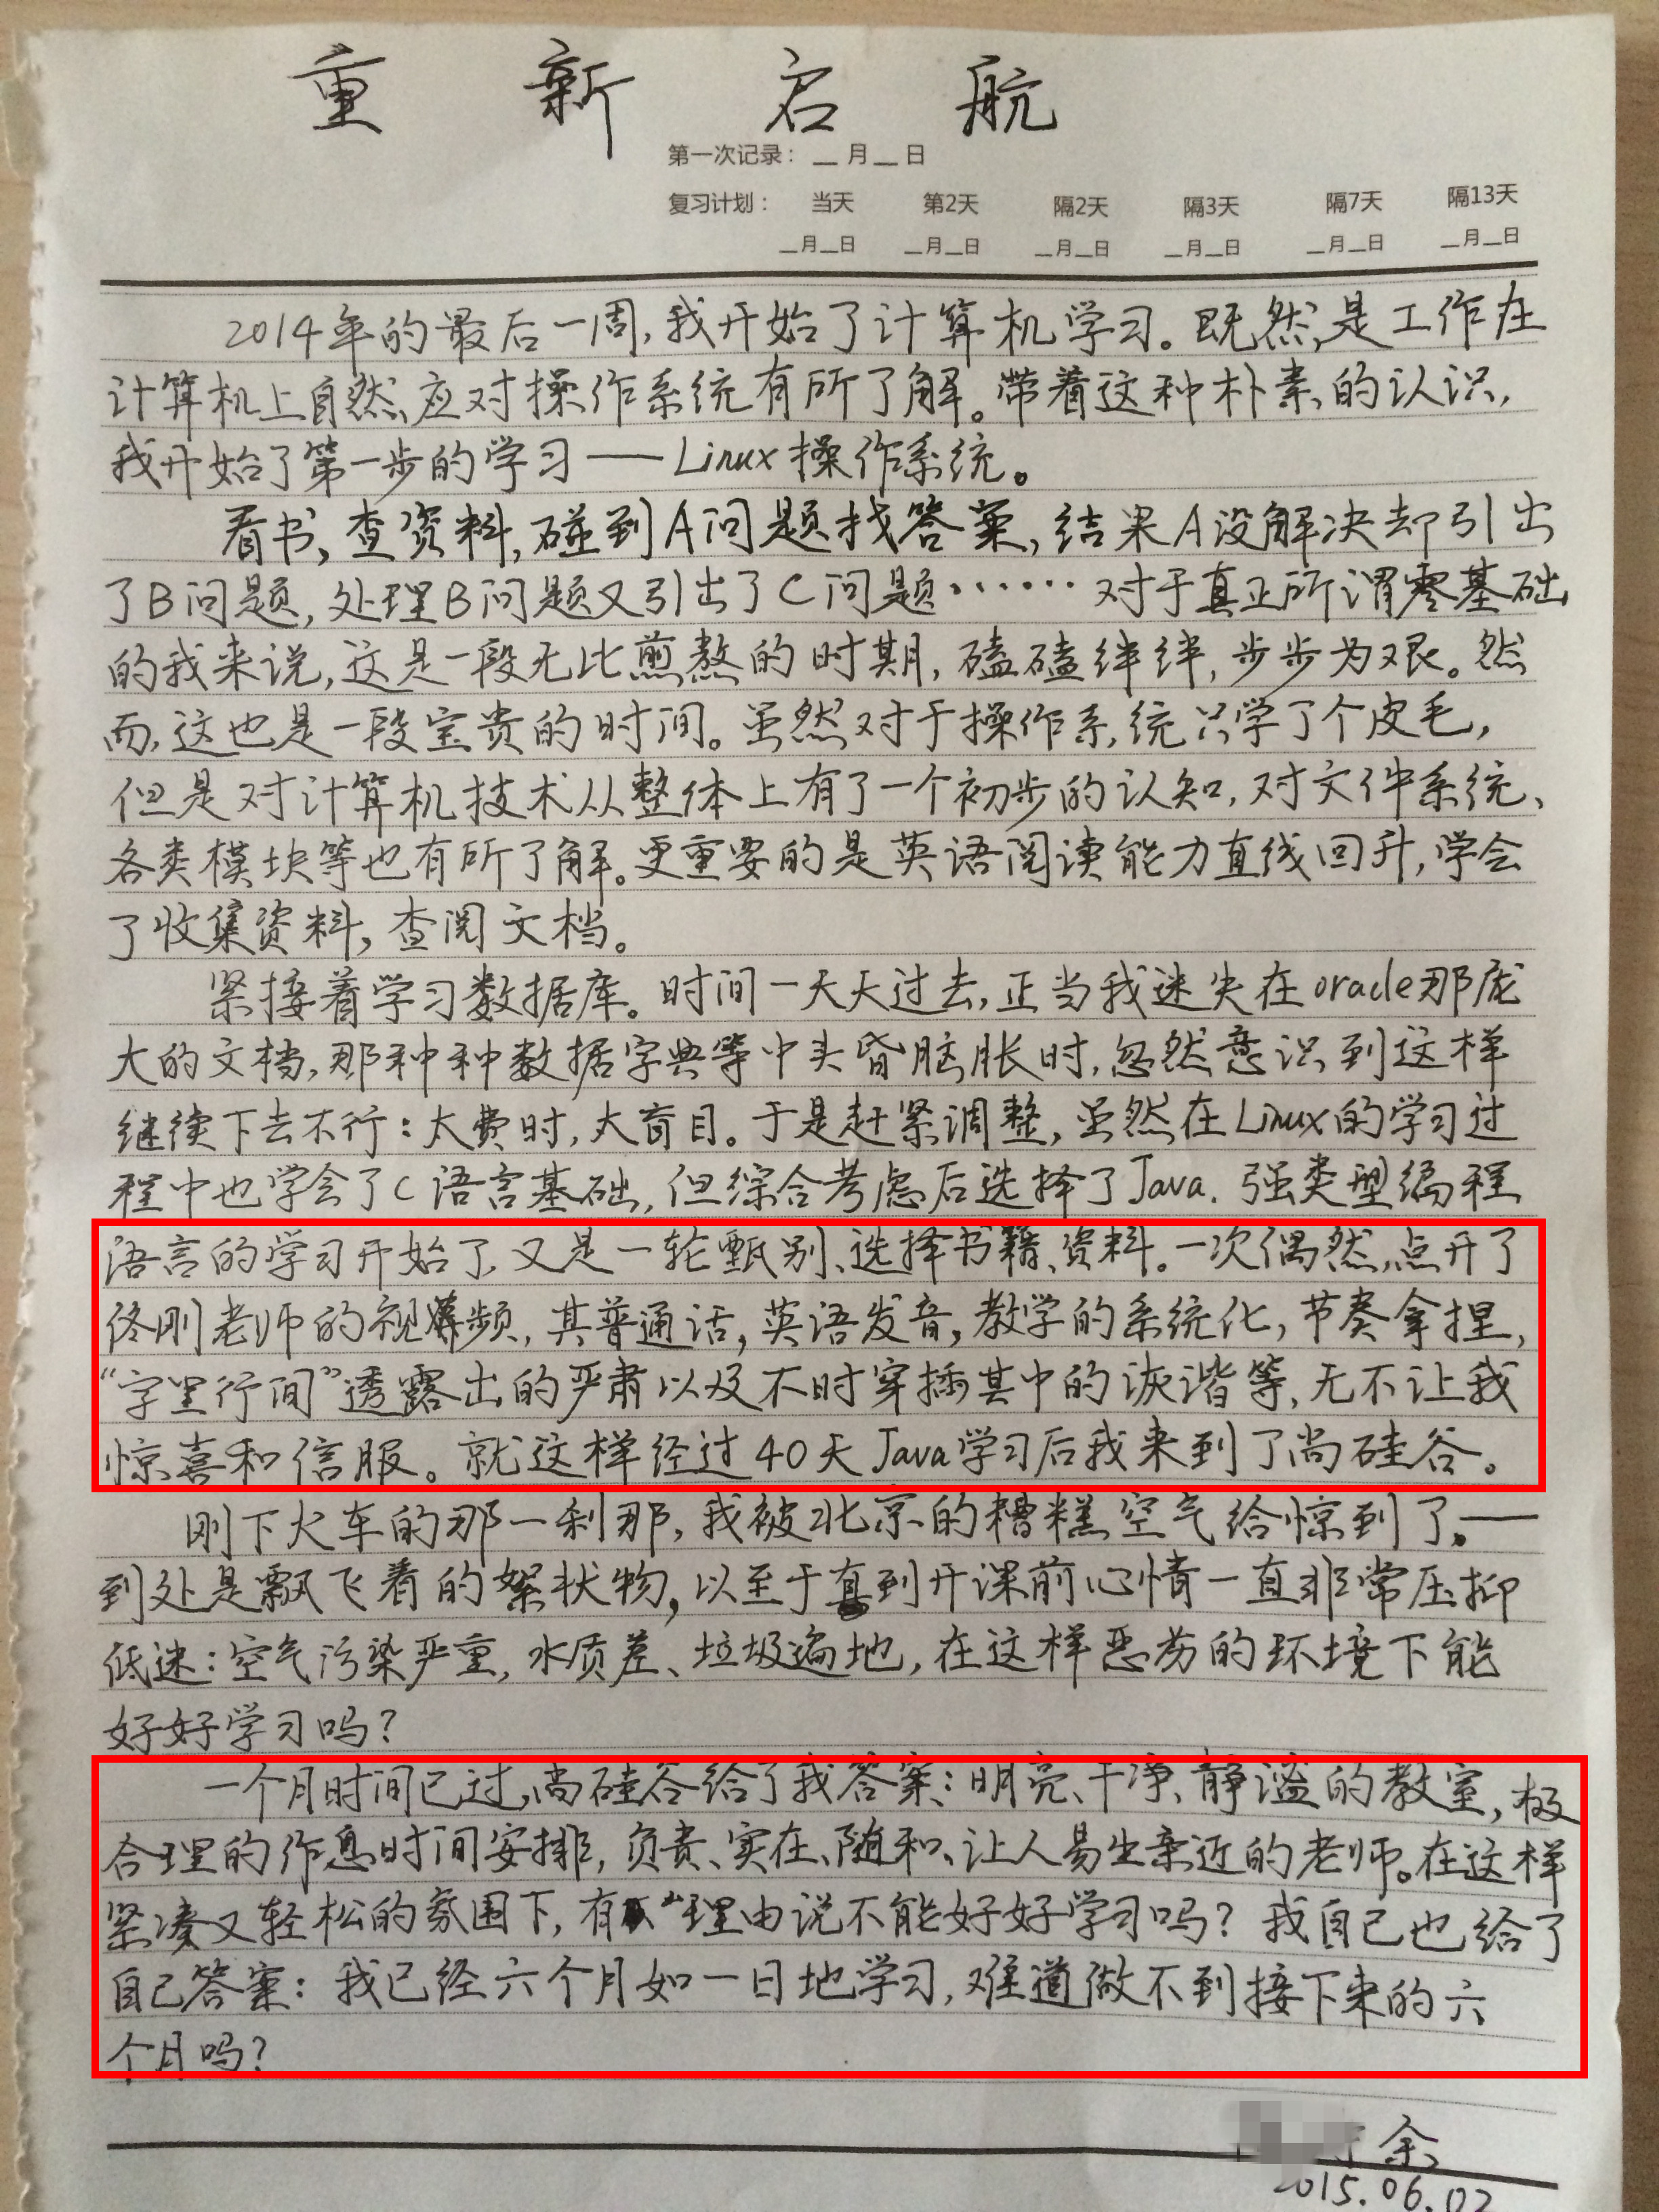 重新启航
第一次记录：__月__日
复习计划： 当天 第2天 隔2天 隔3天 隔7天 隔13天
__月__日 __月__日 __月__日 __月__日 __月__日 __月__日
2014年的最后一周,我开始了计算机学习。既然是工作在
计算机上自然应对操作系统有所了解。带着这种朴素的认识,
我开始了第一步的学习——Linux操作系统。
看书,查资料,碰到A问题找答案,结果A没解决却引出
了B问题,处理B问题又引出了C问题……对于真正所谓零基础
的我来说,这是一段无比煎熬的时期,磕磕绊绊,步步为艰。然
而,这也是一段宝贵的时间。虽然对于操作系统只学了个皮毛,
但是对计算机技术从整体上有了一个初步的认知,对文件系统、
各类模块等也有所了解。更重要的是英语阅读能力直线回升,学会
了收集资料,查阅文档。
紧接着学习数据库。时间一天天过去,正当我迷失在oracle那庞
大的文档,那种种数据字典等中头昏脑胀时,忽然意识到这样
继续下去不行:太费时,太盲目。于是赶紧调整,虽然在Linux的学习过
程中也学会了C语言基础,但综合考虑后选择了Java.强类型编程
语言的学习开始了,又是一轮甄别、选择书籍、资料。一次偶然,点开了
佟刚老师的视频,其普通话,英语发音,教学的系统化,节奏拿捏,
“字里行间”透露出的严肃以及不时穿插其中的诙谐等,无不让我
惊喜和信服。就这样经过40天Java学习后我来到了尚硅谷。
刚下火车的那一刹那,我被北京的糟糕空气给惊到了。——
到处是飘飞着的絮状物,以至于直到开课前心情一直非常压抑
低迷:空气污染严重,水质差、垃圾遍地,在这样恶劣的环境下能
好好学习吗?
一个月时间已过,尚硅谷给了我答案:明亮、干净、静谧的教室,极
合理的作息时间安排,负责、实在、随和、让人易生亲近的老师。在这样
紧凑又轻松的氛围下,有理由说不能好好学习吗?我自己也给了
自己答案:我已经六个月如一日地学习,难道做不到接下来的六
个月吗?
余
2015.06.02